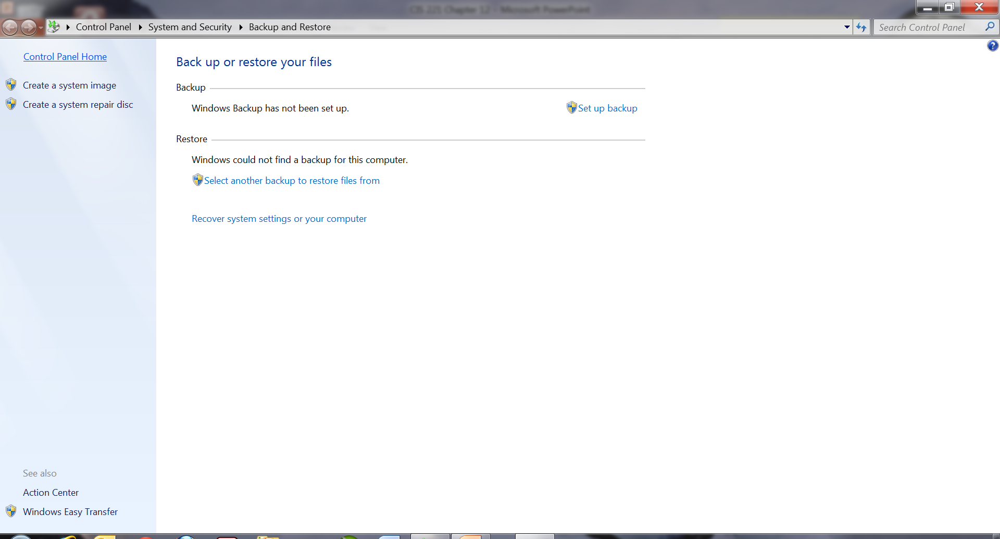 CIS 221 Chapter 12 - Microsoft PowerPoint
Control Panel ▸ System and Security ▸ Backup and Restore
Search Control Panel
Control Panel Home
Create a system image
Create a system repair disc
Back up or restore your files
Backup
Windows Backup has not been set up.
Set up backup
Restore
Windows could not find a backup for this computer.
Select another backup to restore files from
Recover system settings or your computer
See also
Action Center
Windows Easy Transfer